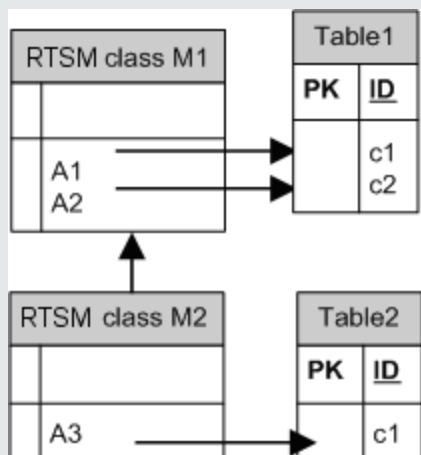 RTSM class M1
A1
A2
Table1
PK ID
c1
c2
RTSM class M2
A3
Table2
PK ID
c1